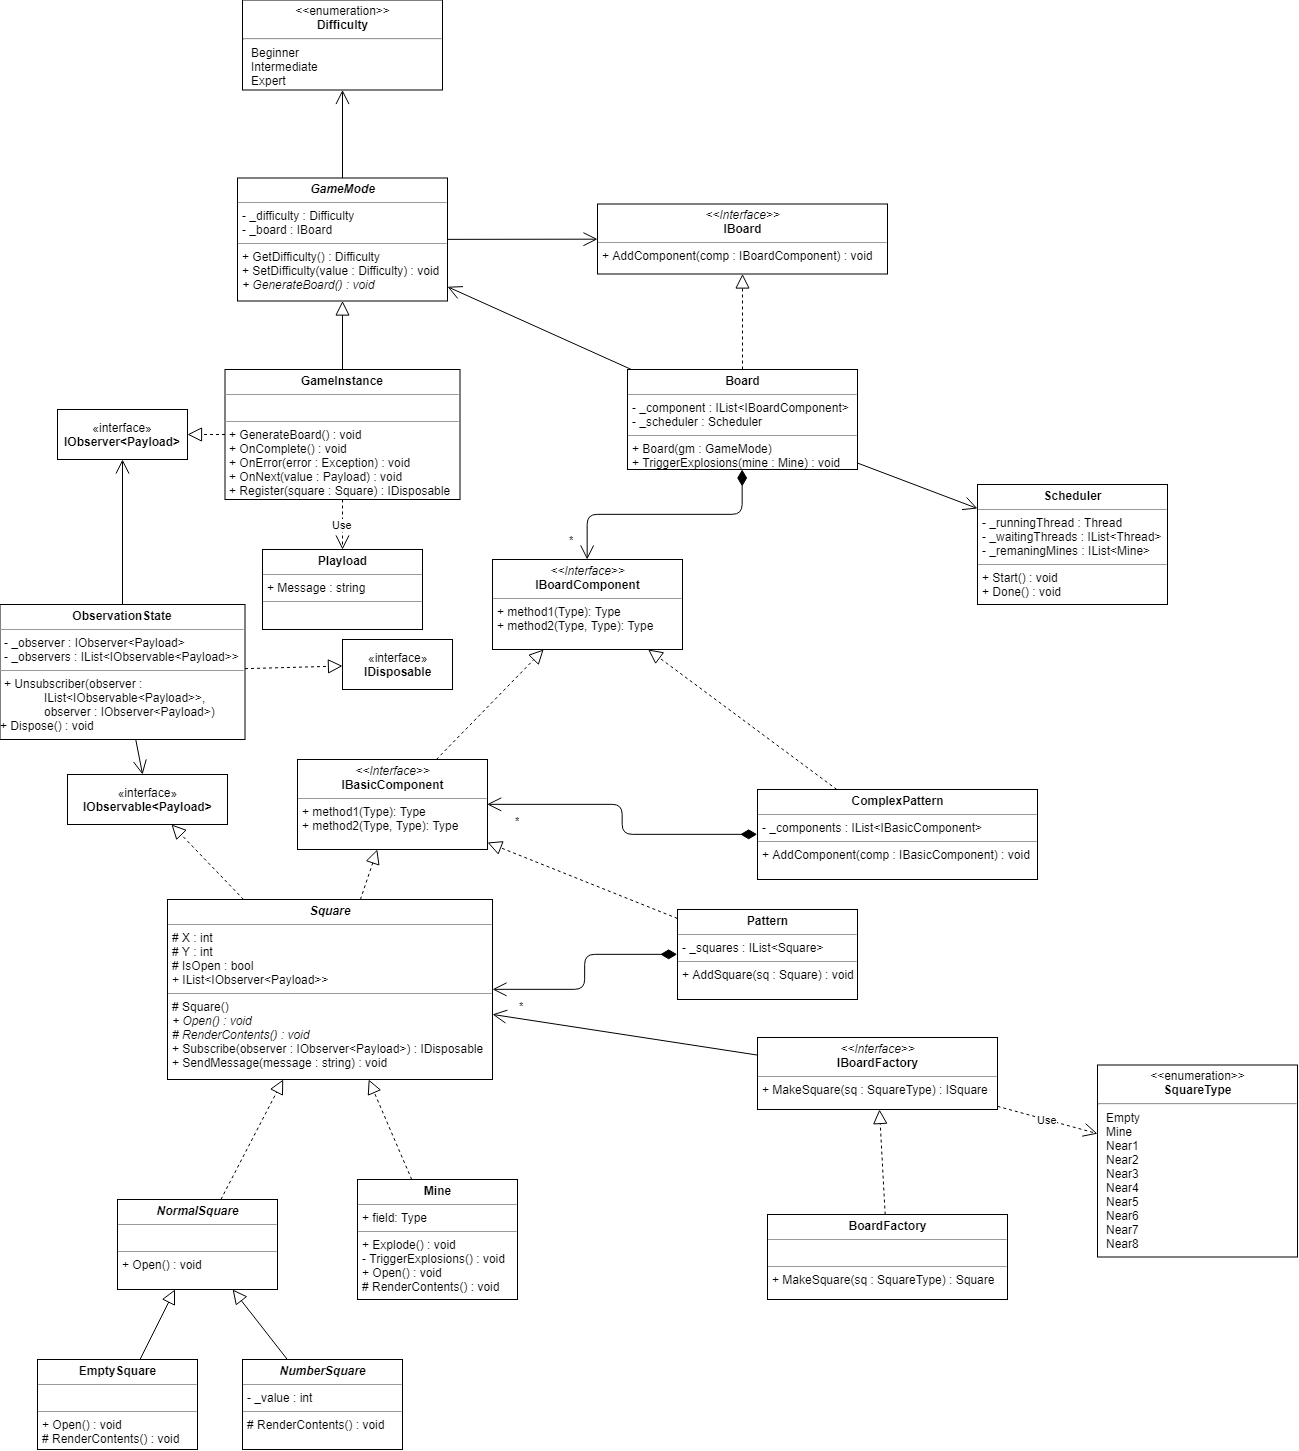 <<enumeration>>
Difficulty
Beginner
Intermediate
Expert
GameMode
- _difficulty : Difficulty
- _board : IBoard
+ GetDifficulty() : Difficulty
+ SetDifficulty(value : Difficulty) : void
+ GenerateBoard() : void
<<Interface>>
IBoard
+ AddComponent(comp : IBoardComponent) : void
GameInstance
+ GenerateBoard() : void
+ OnComplete() : void
+ OnError(error : Exception) : void
+ OnNext(value : Payload) : void
+ Register(square : Square) : IDisposable
Board
- _component : IList<IBoardComponent>
- _scheduler : Scheduler
+ Board(gm : GameMode)
+ TriggerExplosions(mine : Mine) : void
«interface»
IObserver<Payload>
Scheduler
- _runningThread : Thread
- _waitingThreads : IList<Thread>
- _remaningMines : IList<Mine>
+ Start() : void
+ Done() : void
Use
Playload
+ Message : string
*
<<Interface>>
IBoardComponent
+ method1(Type): Type
+ method2(Type, Type): Type
ObservationState
- _observer : IObserver<Payload>
- _observers : IList<IObservable<Payload>>
+ Unsubscriber(observer :
IList<IObservable<Payload>>,
observer : IObserver<Payload>)
+ Dispose() : void
«interface»
IDisposable
«interface»
IObservable<Payload>
<<Interface>>
IBasicComponent
+ method1(Type): Type
+ method2(Type, Type): Type
*
ComplexPattern
- _components : IList<IBasicComponent>
+ AddComponent(comp : IBasicComponent) : void
Square
# X : int
# Y : int
# IsOpen : bool
+ IList<IObserver<Payload>>
# Square()
+ Open() : void
# RenderContents() : void
+ Subscribe(observer : IObserver<Payload>) : IDisposable
+ SendMessage(message : string) : void
Pattern
- _squares : IList<Square>
+ AddSquare(sq : Square) : void
*
<<Interface>>
IBoardFactory
+ MakeSquare(sq : SquareType) : ISquare
Use
<<enumeration>>
SquareType
Empty
Mine
Near1
Near2
Near3
Near4
Near5
Near6
Near7
Near8
NormalSquare
+ Open() : void
Mine
+ field: Type
+ Explode() : void
- TriggerExplosions() : void
+ Open() : void
# RenderContents() : void
BoardFactory
+ MakeSquare(sq : SquareType) : Square
EmptySquare
+ Open() : void
# RenderContents() : void
NumberSquare
- _value : int
# RenderContents() : void